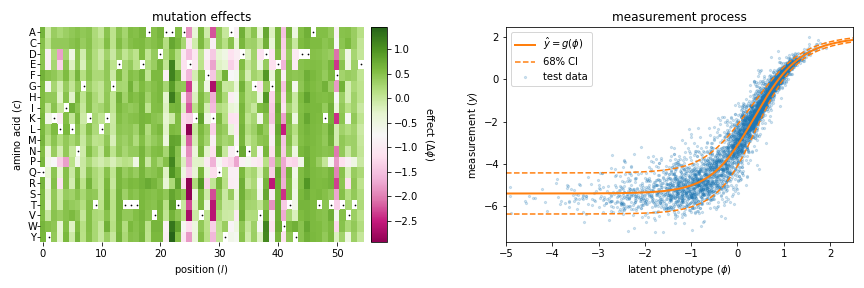 mutation effects
amino acid (c)
A
C
D
E
F
G
H
I
K
L
M
N
P
Q
R
S
T
V
W
Y
0 10 20 30 40 50
position (l)
1.0
0.5
0.0
−0.5
−1.0
−1.5
−2.0
−2.5
effect (Δϕ)
measurement process
measurement (y)
2
0
−2
−4
−6
ŷ = g(ϕ)
68% CI
test data
−5 −4 −3 −2 −1 0 1 2
latent phenotype (ϕ)